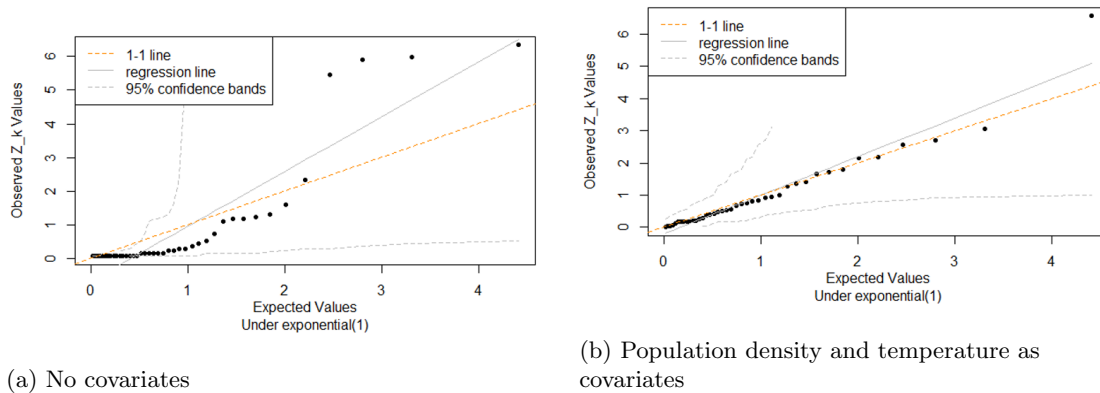 1-1 line
regression line
95% confidence bands
Observed Z_k Values
0 1 2 3 4 5 6
0 1 2 3 4
Expected Values
Under exponential(1)
(a) No covariates
1-1 line
regression line
95% confidence bands
Observed Z_k Values
0 1 2 3 4 5 6
0 1 2 3 4
Expected Values
Under exponential(1)
(b) Population density and temperature as
covariates